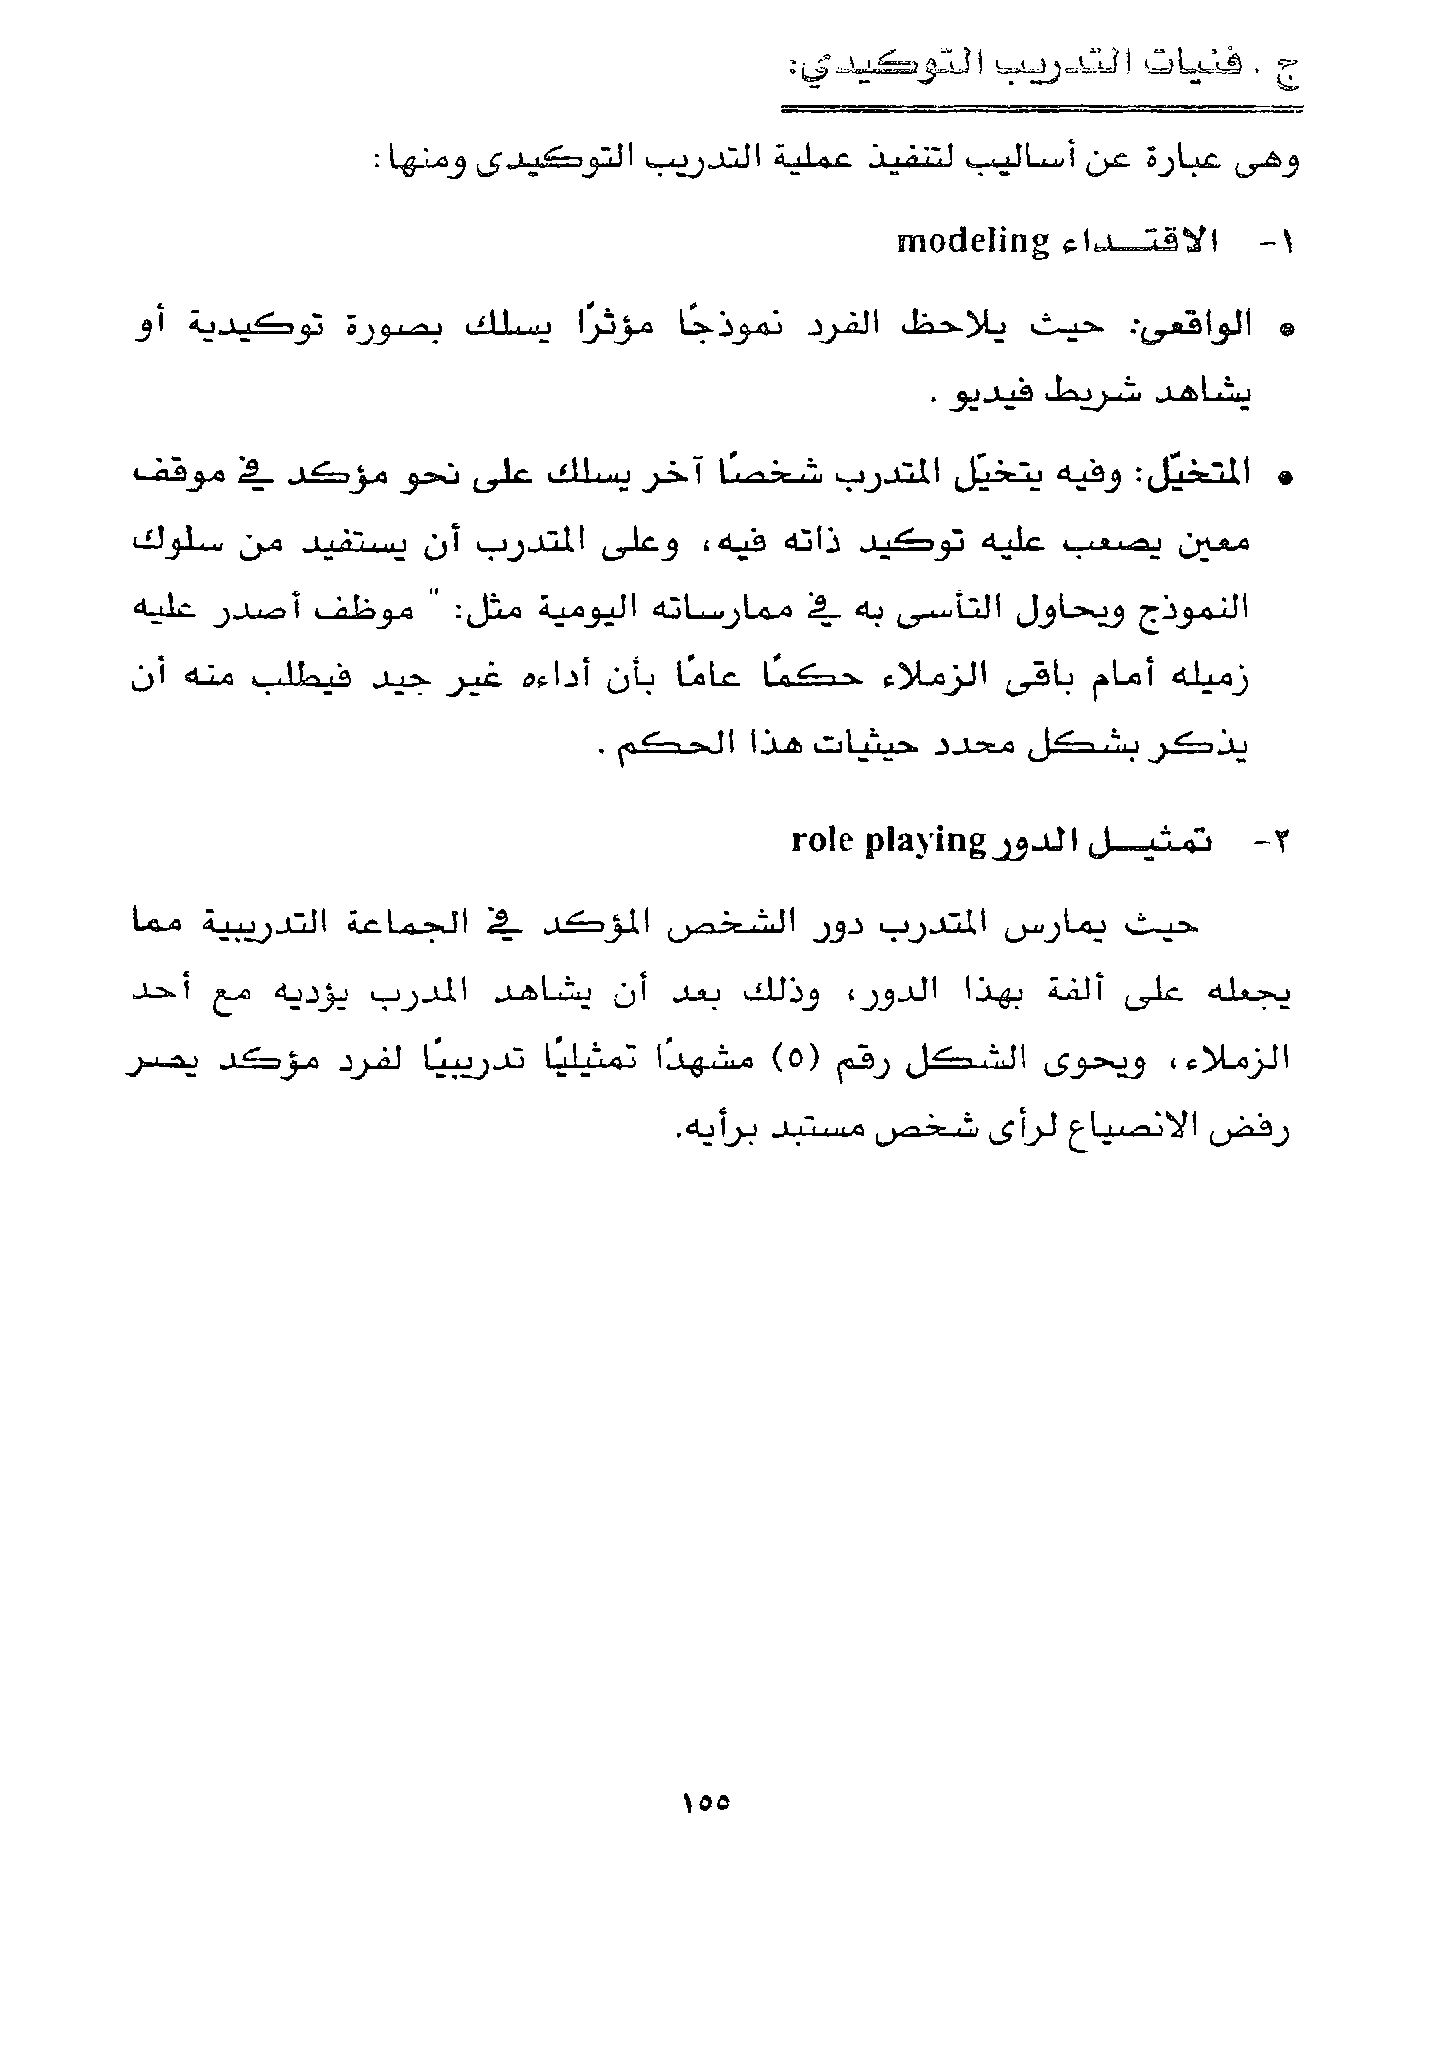 ج . فنيات التدريب التوكيدي:
وهى عبارة عن أساليب لتنفيذ عملية التدريب التوكيدى ومنها :
١- الاقتداء modeling
• الواقعى: حيث يلاحظ الفرد نموذجًا مؤثرًا يسلك بصورة توكيدية أو
يشاهد شريط فيديو .
• المتخيّل: وفيه يتخيّل المتدرب شخصًا آخر يسلك على نحو مؤكد فى موقف
معين يصعب عليه توكيد ذاته فيه، وعلى المتدرب أن يستفيد من سلوك
النموذج ويحاول التأسى به فى ممارساته اليومية مثل: " موظف أصدر عليه
زميله أمام باقى الزملاء حكمًا عامًا بأن أداءه غير جيد فيطلب منه أن
يذكر بشكل محدد حيثيات هذا الحكم .
٢- تمثيل الدور role playing
حيث يمارس المتدرب دور الشخص المؤكد فى الجماعة التدريبية مما
يجعله على ألفة بهذا الدور، وذلك بعد أن يشاهد المدرب يؤديه مع أحد
الزملاء، ويحوى الشكل رقم (٥) مشهدًا تمثيليًا تدريبيًا لفرد مؤكد يصر
رفض الانصياع لرأى شخص مستبد برأيه.
١٥٥